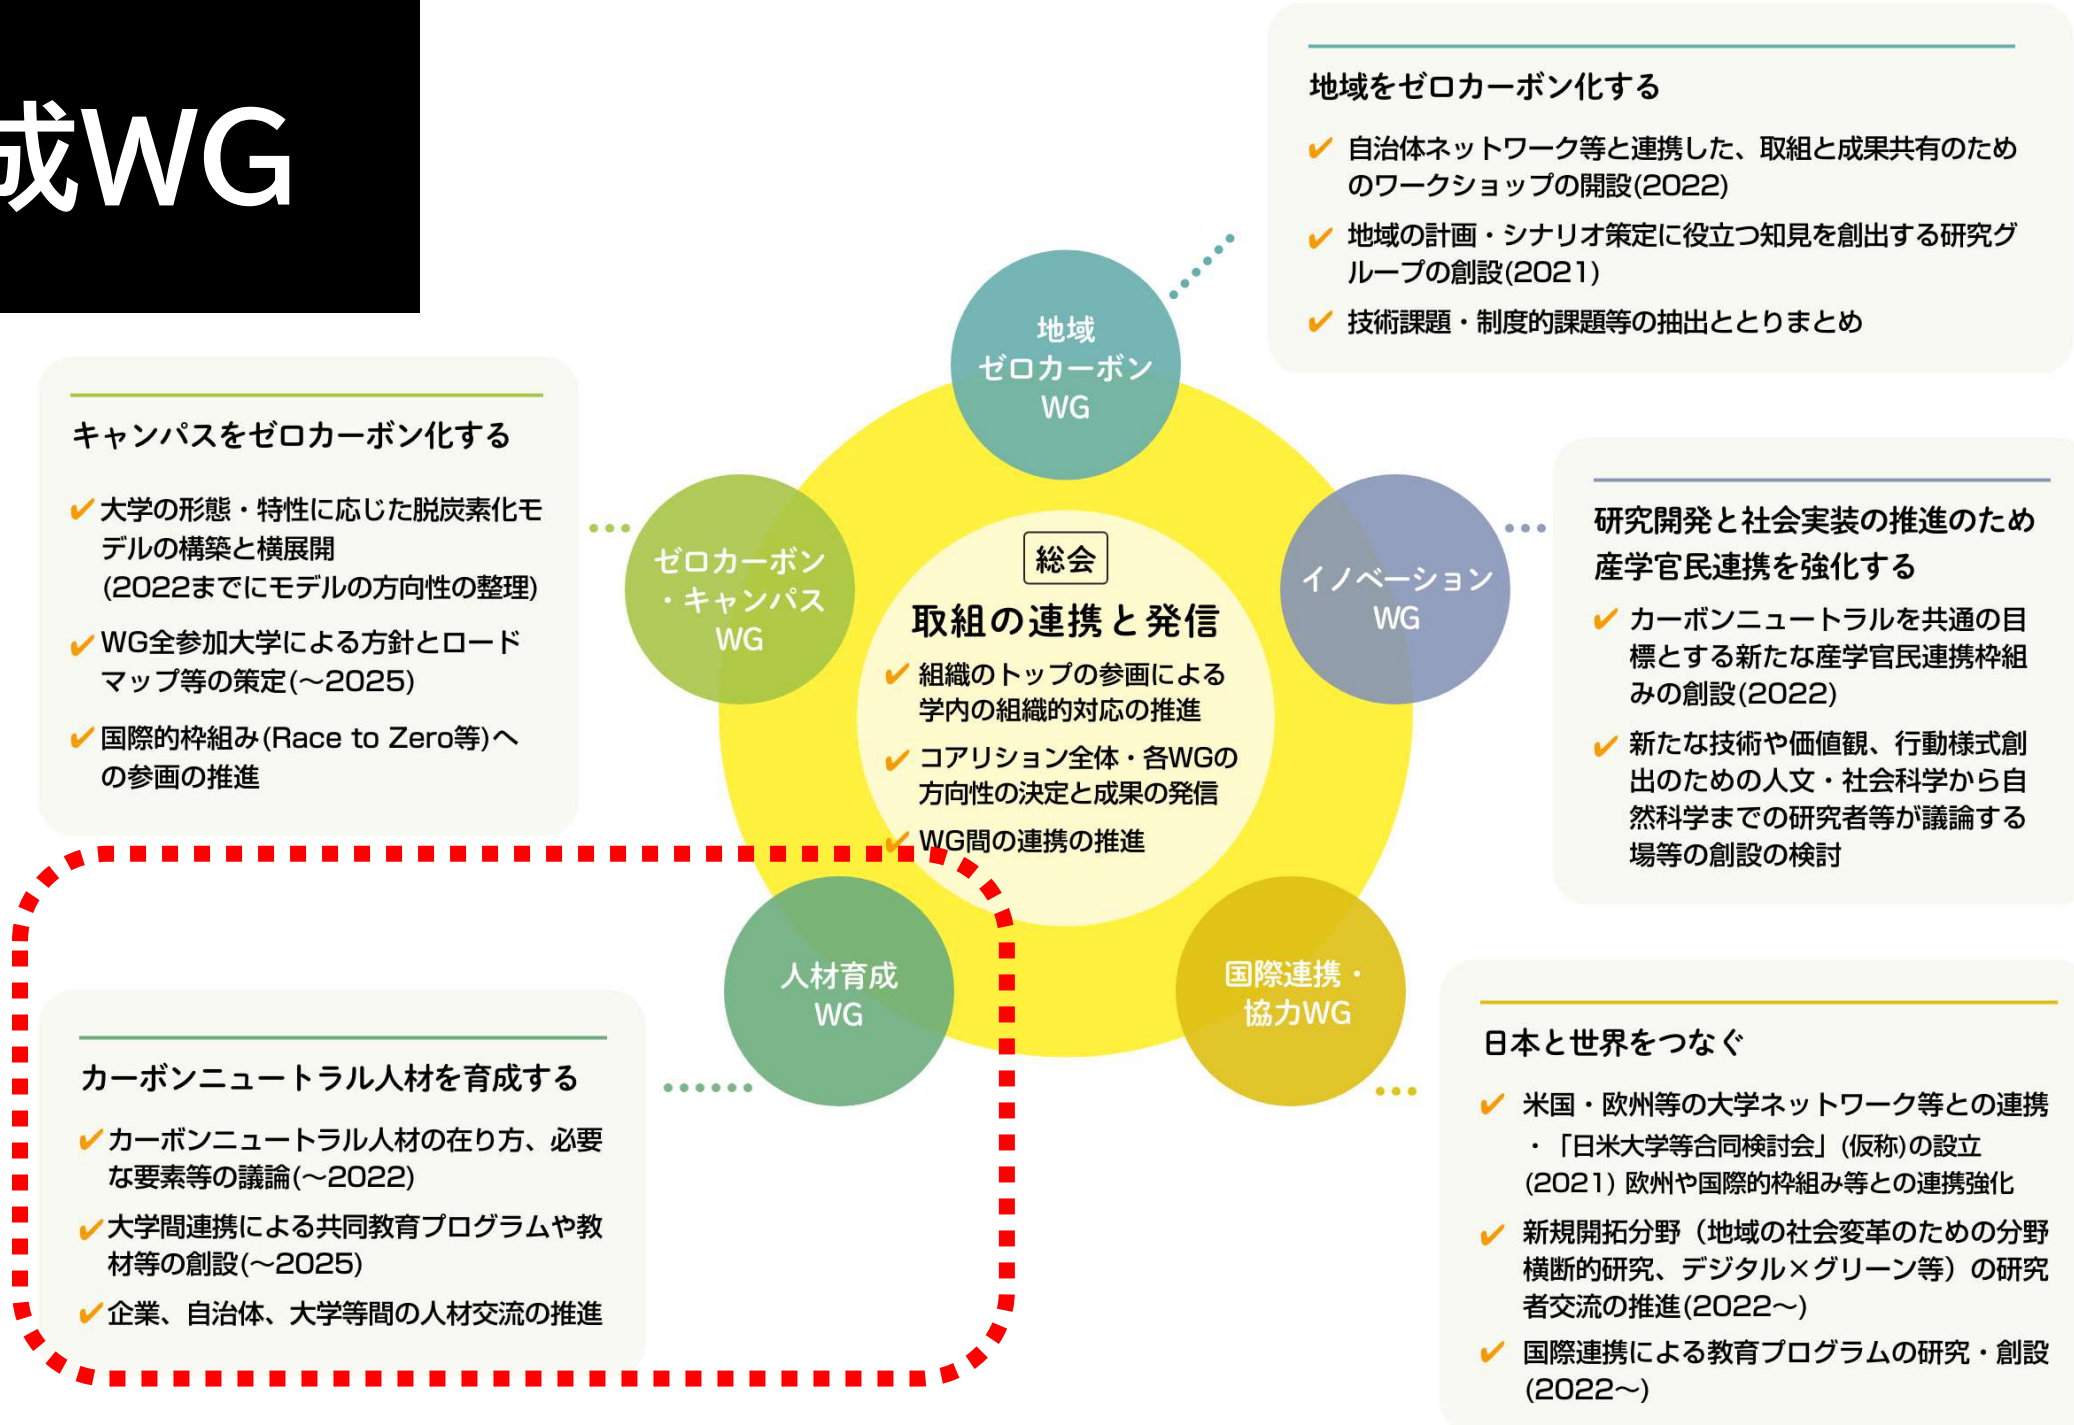 成WG
地域をゼロカーボン化する
✔ 自治体ネットワーク等と連携した、取組と成果共有のため
のワークショップの開設(2022)
✔ 地域の計画・シナリオ策定に役立つ知見を創出する研究グ
ループの創設(2021)
✔ 技術課題・制度的課題等の抽出ととりまとめ
地域
ゼロカーボン
WG
キャンパスをゼロカーボン化する
✔ 大学の形態・特性に応じた脱炭素化モ
デルの構築と横展開
(2022までにモデルの方向性の整理)
✔ WG全参加大学による方針とロード
マップ等の策定(～2025)
✔ 国際的枠組み(Race to Zero等)へ
の参画の推進
ゼロカーボン
・キャンパス
WG
総会
取組の連携と発信
✔ 組織のトップの参画による
学内の組織的対応の推進
✔ コアリション全体・各WGの
方向性の決定と成果の発信
✔ WG間の連携の推進
イノベーション
WG
研究開発と社会実装の推進のため
産学官民連携を強化する
✔ カーボンニュートラルを共通の目
標とする新たな産学官民連携枠組
みの創設(2022)
✔ 新たな技術や価値観、行動様式創
出のための人文・社会科学から自
然科学までの研究者等が議論する
場等の創設の検討
人材育成
WG
カーボンニュートラル人材を育成する
✔ カーボンニュートラル人材の在り方、必要
な要素等の議論(～2022)
✔ 大学間連携による共同教育プログラムや教
材等の創設(～2025)
✔ 企業、自治体、大学等間の人材交流の推進
国際連携・
協力WG
日本と世界をつなぐ
✔ 米国・欧州等の大学ネットワーク等との連携
・「日米大学等合同検討会」(仮称)の設立
(2021) 欧州や国際的枠組み等との連携強化
✔ 新規開拓分野（地域の社会変革のための分野
横断的研究、デジタル×グリーン等）の研究
者交流の推進(2022～)
✔ 国際連携による教育プログラムの研究・創設
(2022～)